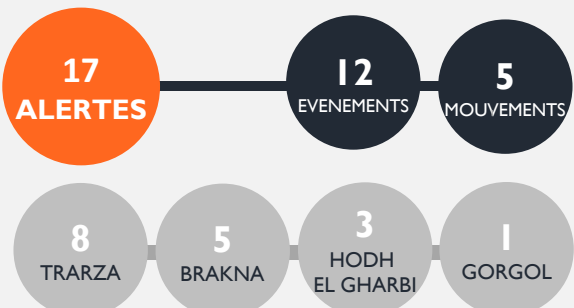 17
ALERTES
12
EVENEMENTS
5
MOUVEMENTS
8
TRARZA
5
BRAKNA
3
HODH
EL GHARBI
1
GORGOL